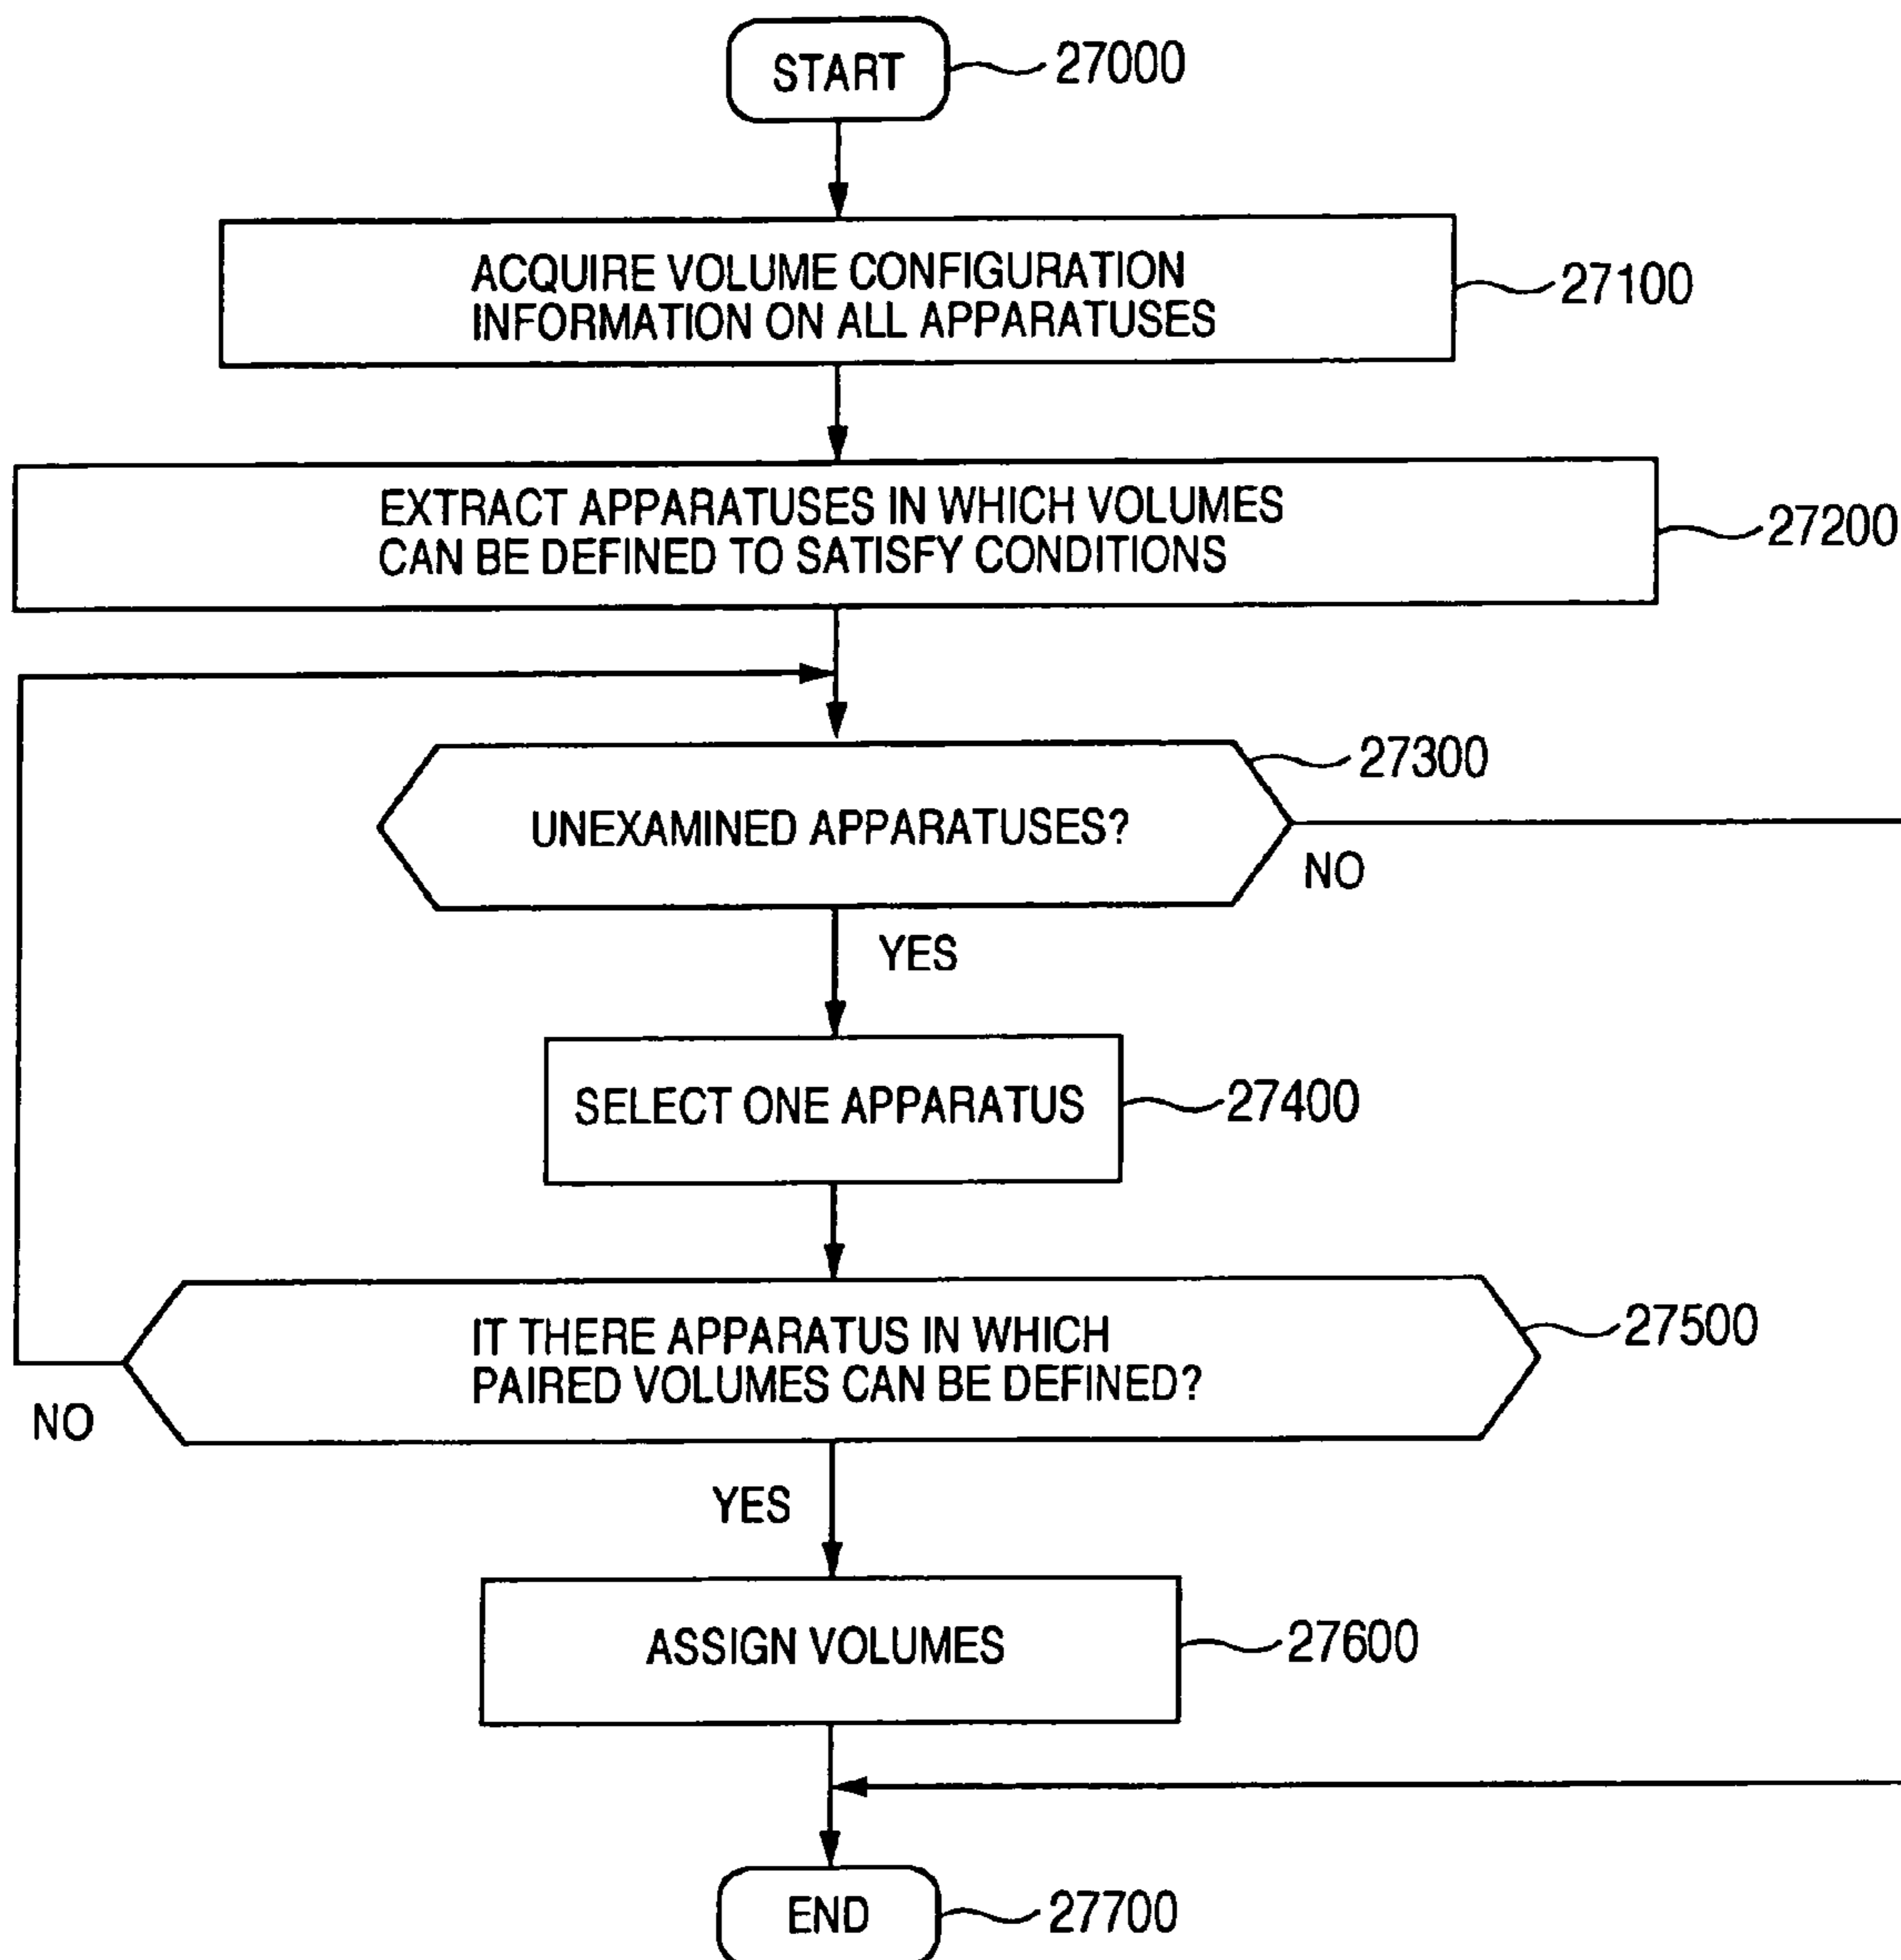 START
27000
ACQUIRE VOLUME CONFIGURATION
INFORMATION ON ALL APPARATUSES
27100
EXTRACT APPARATUSES IN WHICH VOLUMES
CAN BE DEFINED TO SATISFY CONDITIONS
27200
27300
UNEXAMINED APPARATUSES?
NO
YES
SELECT ONE APPARATUS
27400
IT THERE APPARATUS IN WHICH
PAIRED VOLUMES CAN BE DEFINED?
27500
NO
YES
ASSIGN VOLUMES
27600
END
27700